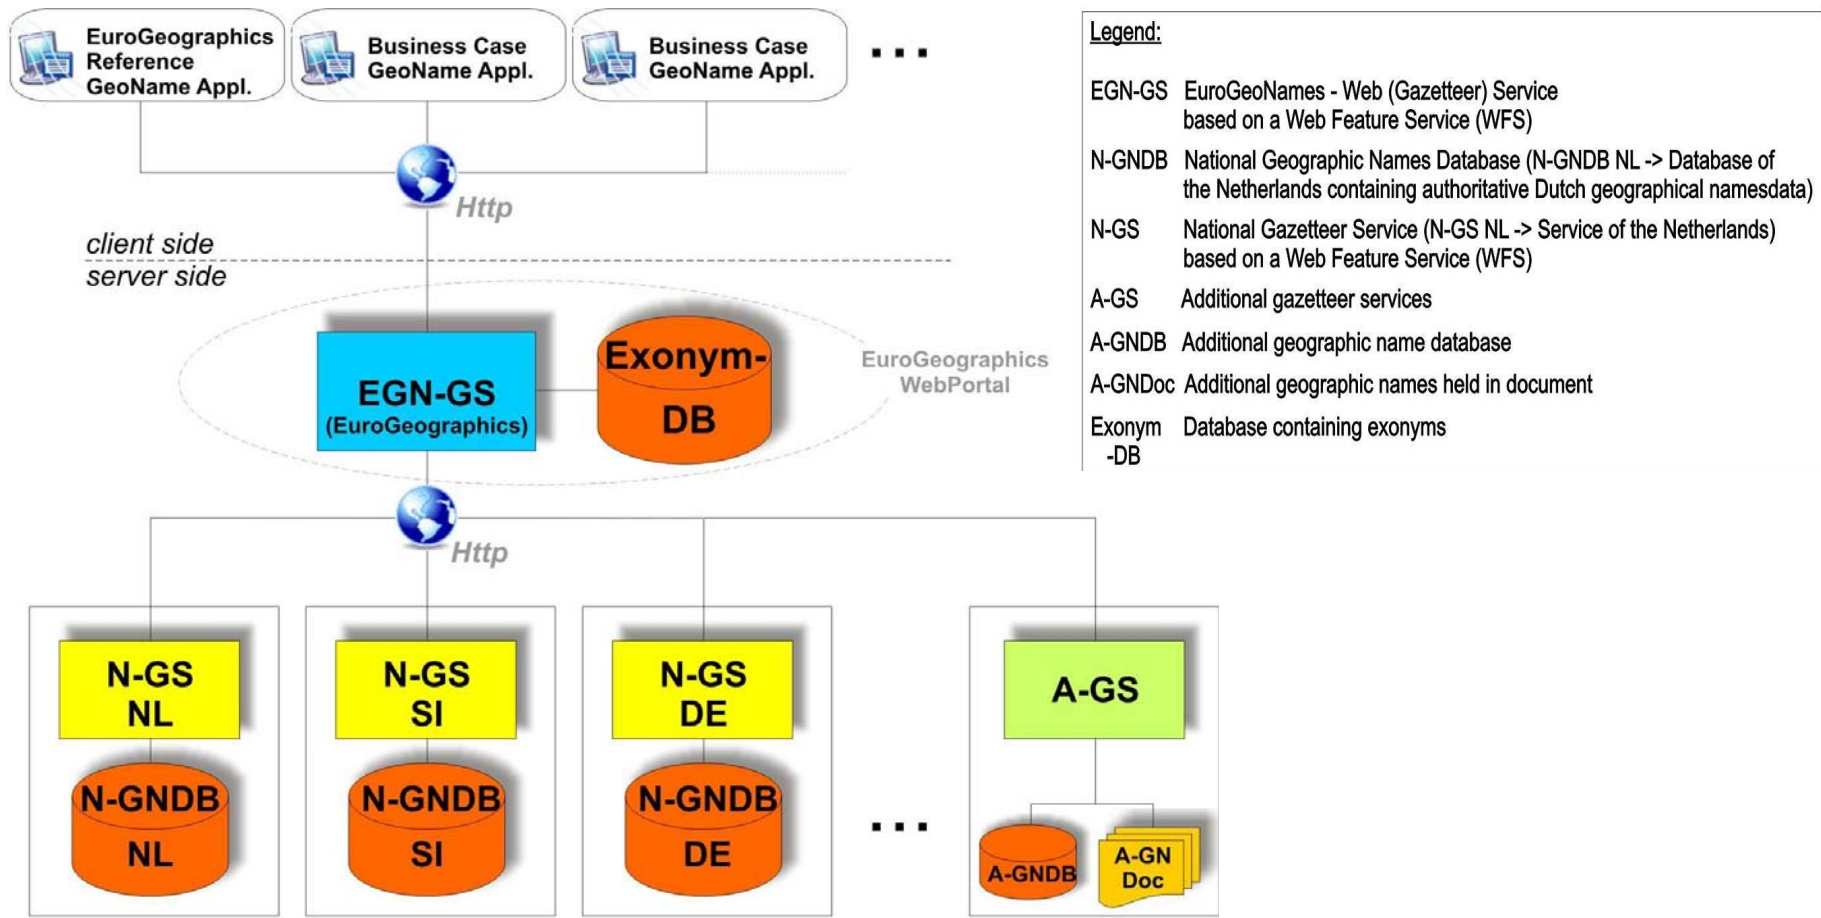 EuroGeographics
Reference
GeoName Appl.
Business Case
GeoName Appl.
Business Case
GeoName Appl.
...
Http
client side
server side
EGN-GS
(EuroGeographics)
Exonym-
DB
EuroGeographics
WebPortal
Http
N-GS
NL
N-GNDB
NL
N-GS
SI
N-GNDB
SI
N-GS
DE
N-GNDB
DE
...
A-GS
A-GNDB
A-GN
Doc
Legend:
EGN-GS EuroGeoNames - Web (Gazetteer) Service
based on a Web Feature Service (WFS)
N-GNDB National Geographic Names Database (N-GNDB NL -> Database of
the Netherlands containing authoritative Dutch geographical namesdata)
N-GS National Gazetteer Service (N-GS NL -> Service of the Netherlands)
based on a Web Feature Service (WFS)
A-GS Additional gazetteer services
A-GNDB Additional geographic name database
A-GNDoc Additional geographic names held in document
Exonym Database containing exonyms
-DB